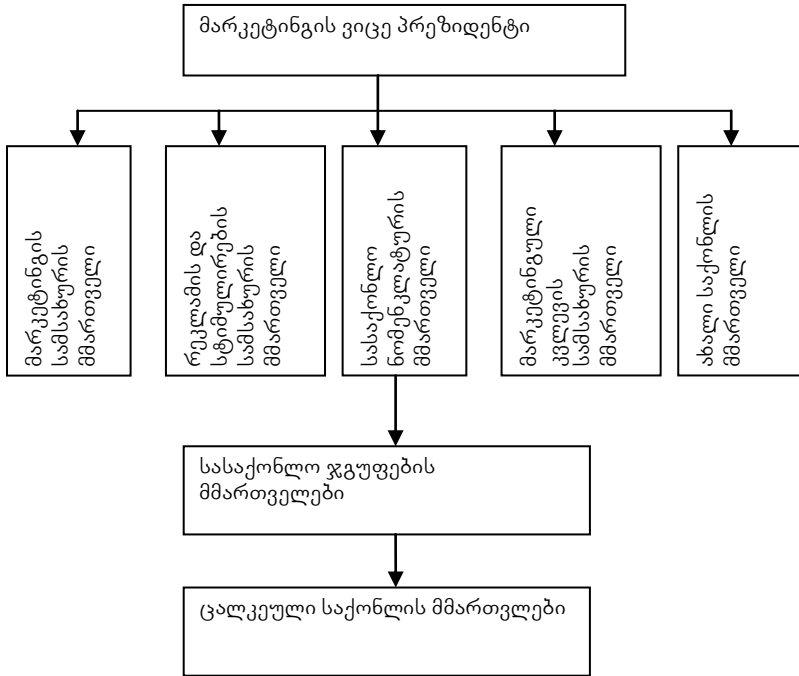 მარკეტინგის ვიცე პრეზიდენტი
მარკეტინგის
სამსახურის
მმართველი
რეკლამის და
სტიმულირების
სამსახურის
მმართველი
სასაქონლო
ნომენკლატურის
მმართველი
მარკეტინგული
კვლევის
სამსახურის
მმართველი
ახალი საქონლის
მმართველი
სასაქონლო ჯგუფების
მმართველები
ცალკეული საქონლის მმართვლები